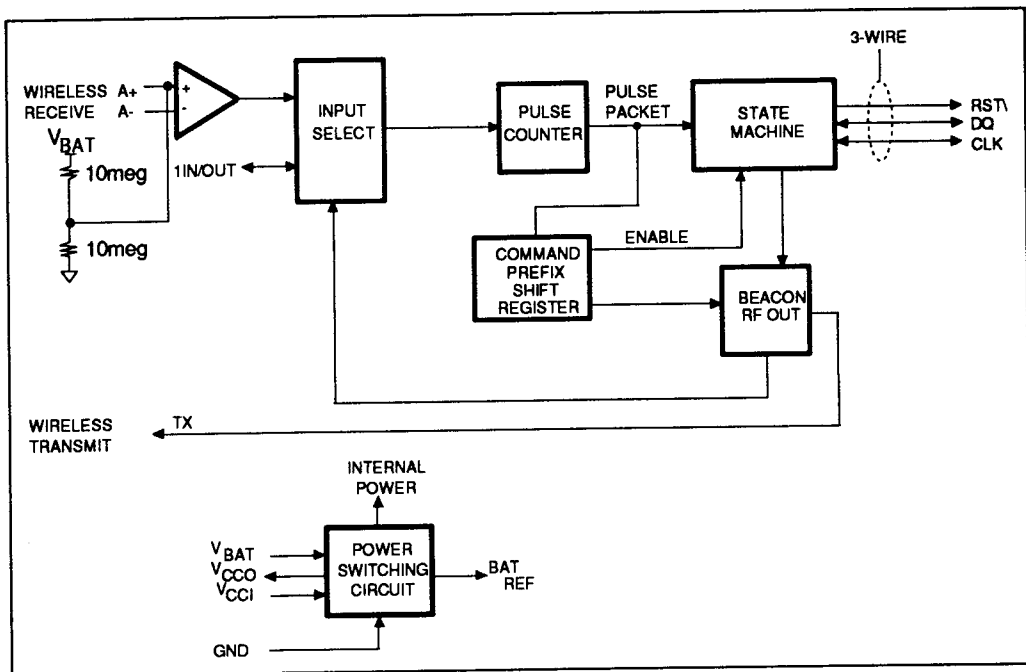 3-WIRE
WIRELESS A+
RECEIVE A-
+
-
INPUT
SELECT
PULSE
COUNTER
PULSE
PACKET
STATE
MACHINE
RST\
DQ
CLK
VBAT
10meg
10meg
1IN/OUT
COMMAND
PREFIX
SHIFT
REGISTER
ENABLE
BEACON
RF OUT
WIRELESS
TRANSMIT
TX
INTERNAL
POWER
VBAT
VCCO
VCCI
POWER
SWITCHING
CIRCUIT
BAT
REF
GND